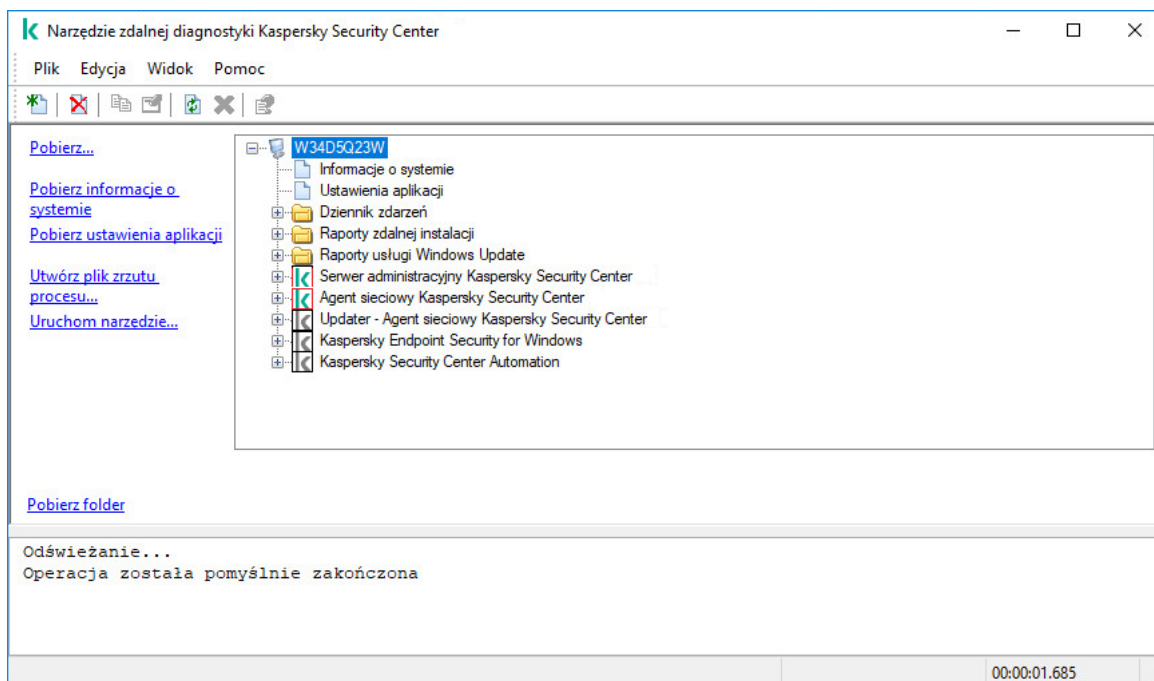 Narzędzie zdalnej diagnostyki Kaspersky Security Center
Plik Edycja Widok Pomoc
Pobierz...
Pobierz informacje o
systemie
Pobierz ustawienia aplikacji
Utwórz plik zrzutu
procesu...
Uruchom narzedzie...
Pobierz folder
W34D5Q23W
Informacje o systemie
Ustawienia aplikacji
Dziennik zdarzeń
Raporty zdalnej instalacji
Raporty usługi Windows Update
Serwer administracyjny Kaspersky Security Center
Agent sieciowy Kaspersky Security Center
Updater - Agent sieciowy Kaspersky Security Center
Kaspersky Endpoint Security for Windows
Kaspersky Security Center Automation
Odświeżanie...
Operacja została pomyślnie zakończona
00:00:01.685